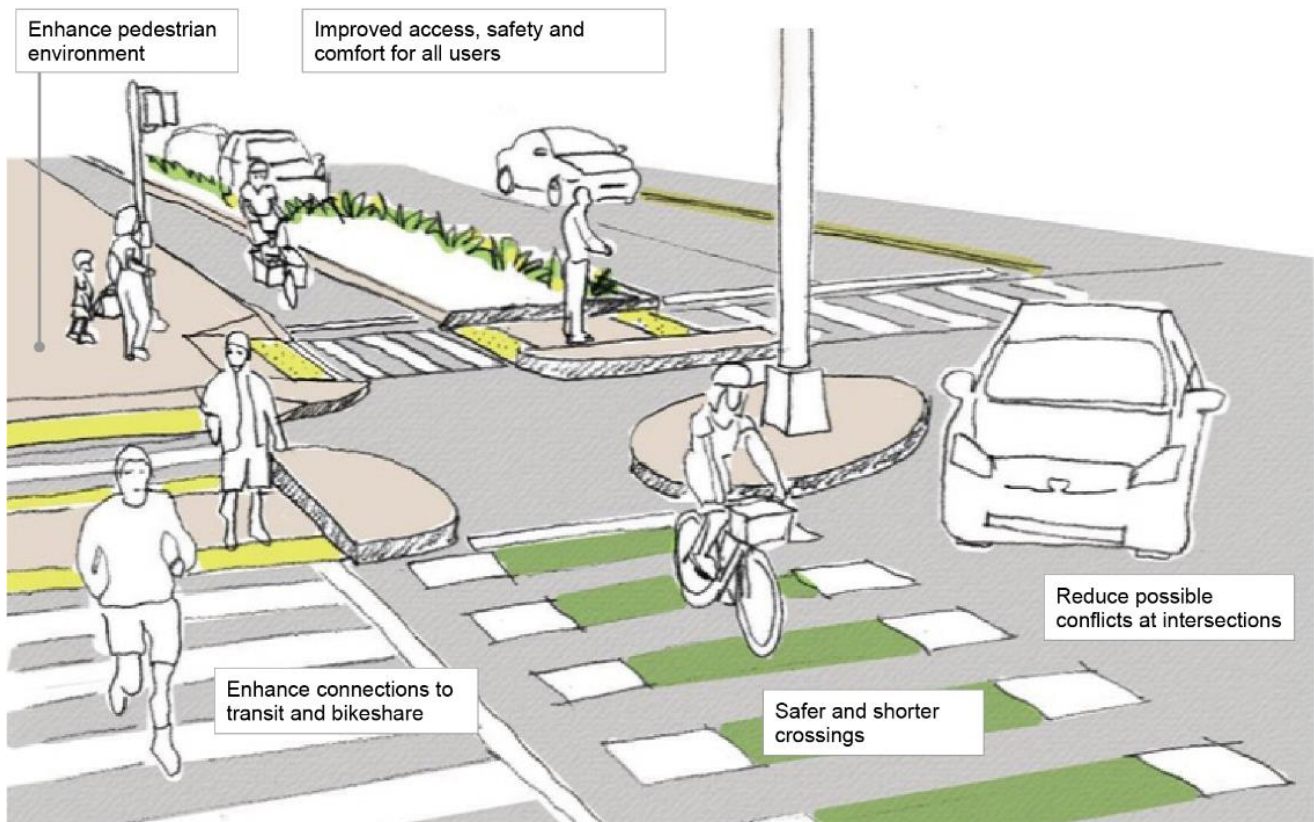 Enhance pedestrian
environment
Improved access, safety and
comfort for all users
Reduce possible
conflicts at intersections
Enhance connections to
transit and bikeshare
Safer and shorter
crossings